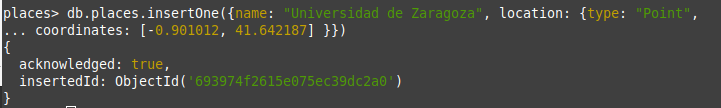 places> db.places.insertOne({name: "Universidad de Zaragoza", location: {type: "Point",
... coordinates: [-0.901012, 41.642187] }})
{
  acknowledged: true,
  insertedId: ObjectId('693974f2615e075ec39dc2a0')
}